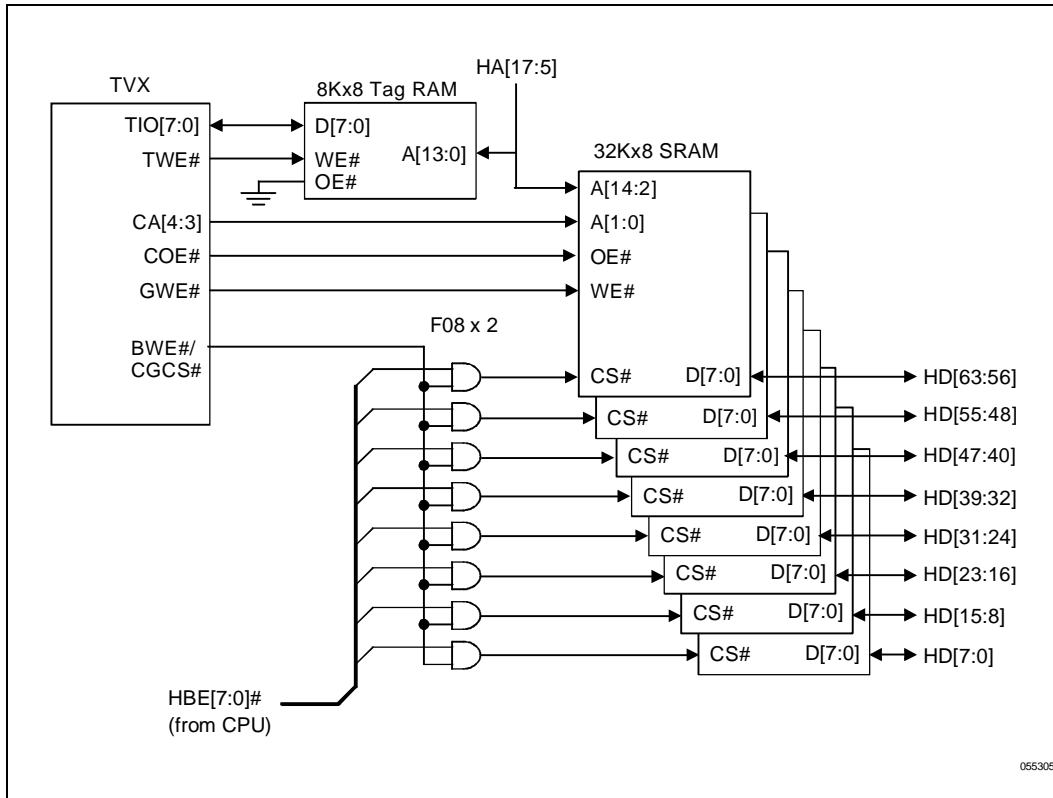 HA[17:5]
TVX
8Kx8 Tag RAM
TIO[7:0]
D[7:0]
TWE#
WE#
A[13:0]
OE#
32Kx8 SRAM
A[14:2]
CA[4:3]
A[1:0]
COE#
OE#
GWE#
WE#
F08 x 2
BWE#/
CGCS#
CS# D[7:0] HD[63:56]
CS# D[7:0] HD[55:48]
CS# D[7:0] HD[47:40]
CS# D[7:0] HD[39:32]
CS# D[7:0] HD[31:24]
CS# D[7:0] HD[23:16]
CS# D[7:0] HD[15:8]
CS# D[7:0] HD[7:0]
HBE[7:0]#
(from CPU)
055305